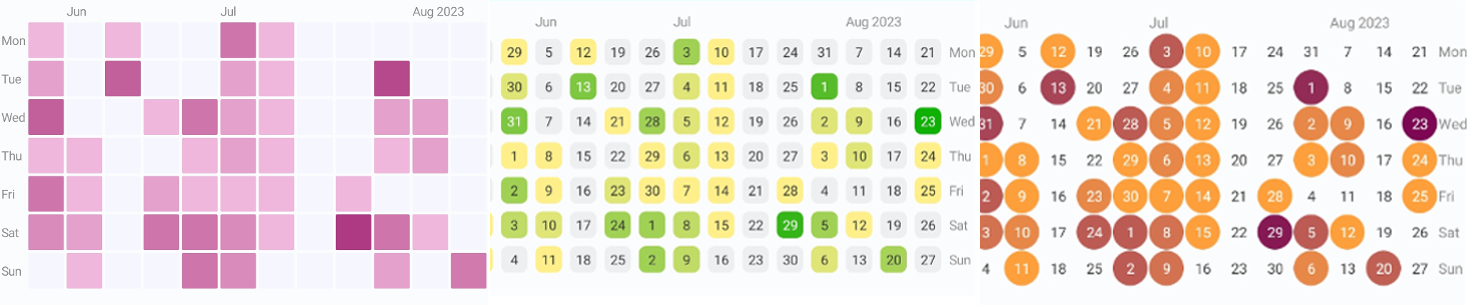 Jun Jul Aug 2023
Mon
Tue
Wed
Thu
Fri
Sat
Sun
Jun Jul Aug 2023
29 5 12 19 26 3 10 17 24 31 7 14 21 Mon
30 6 13 20 27 4 11 18 25 1 8 15 22 Tue
31 7 14 21 28 5 12 19 26 2 9 16 23 Wed
1 8 15 22 29 6 13 20 27 3 10 17 24 Thu
2 9 16 23 30 7 14 21 28 4 11 18 25 Fri
3 10 17 24 1 8 15 22 29 5 12 19 26 Sat
4 11 18 25 2 9 16 23 30 6 13 20 27 Sun
Jun Jul Aug 2023
29 5 12 19 26 3 10 17 24 31 7 14 21 Mon
30 6 13 20 27 4 11 18 25 1 8 15 22 Tue
31 7 14 21 28 5 12 19 26 2 9 16 23 Wed
1 8 15 22 29 6 13 20 27 3 10 17 24 Thu
2 9 16 23 30 7 14 21 28 4 11 18 25 Fri
3 10 17 24 1 8 15 22 29 5 12 19 26 Sat
4 11 18 25 2 9 16 23 30 6 13 20 27 Sun